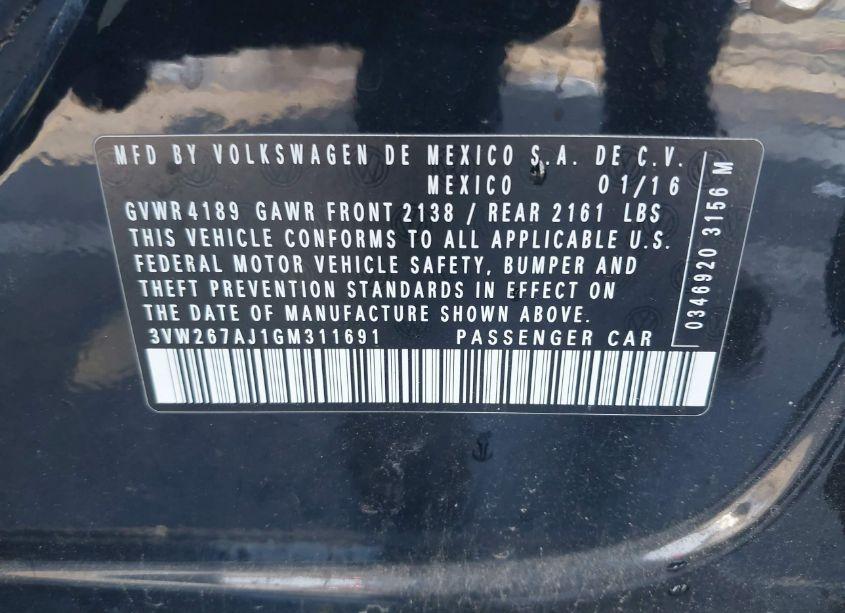 MFD BY VOLKSWAGEN DE MEXICO S.A. DE C.V.
MEXICO 01/16
GVWR 4189 GAWR FRONT 2138 / REAR 2161 LBS
THIS VEHICLE CONFORMS TO ALL APPLICABLE U.S.
FEDERAL MOTOR VEHICLE SAFETY, BUMPER AND
THEFT PREVENTION STANDARDS IN EFFECT ON
THE DATE OF MANUFACTURE SHOWN ABOVE.
3VW267AJ1GM311691 PASSENGER CAR
0346920 3156 M